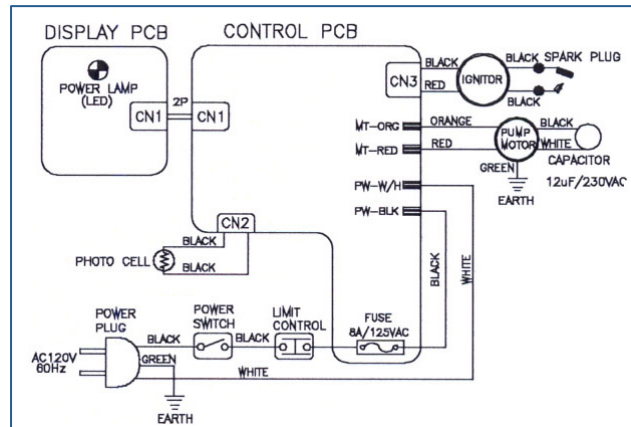 DISPLAY PCB
CONTROL PCB
POWER LAMP
(LED)
CN1
2P
CN1
CN3
BLACK
RED
IGNITOR
BLACK
SPARK PLUG
BLACK
MT-ORG
ORANGE
MT-RED
RED
PUMP
MOTOR
BLACK
WHITE
CAPACITOR
12uF/230VAC
GREEN
EARTH
PW-W/H
PW-BLK
CN2
BLACK
BLACK
PHOTO CELL
BLACK
WHITE
POWER
PLUG
AC120V
60Hz
BLACK
POWER
SWITCH
BLACK
LIMIT
CONTROL
FUSE
8A/125VAC
GREEN
WHITE
EARTH